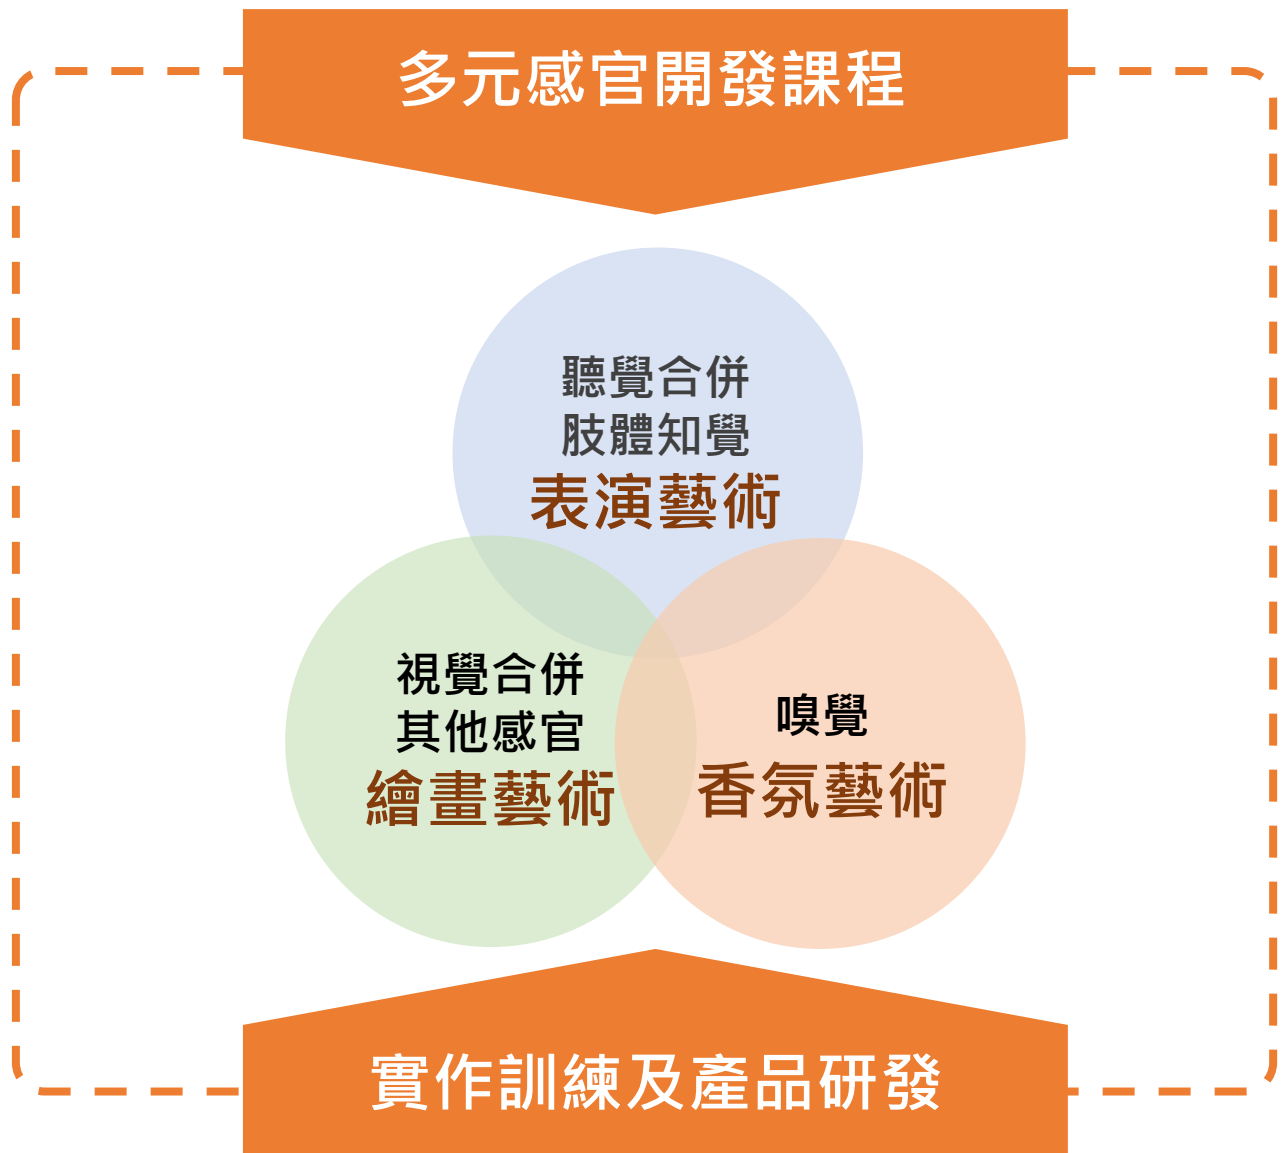 多元感官開發課程
聽覺合併
肢體知覺
表演藝術
視覺合併
其他感官
繪畫藝術
嗅覺
香氛藝術
實作訓練及產品研發